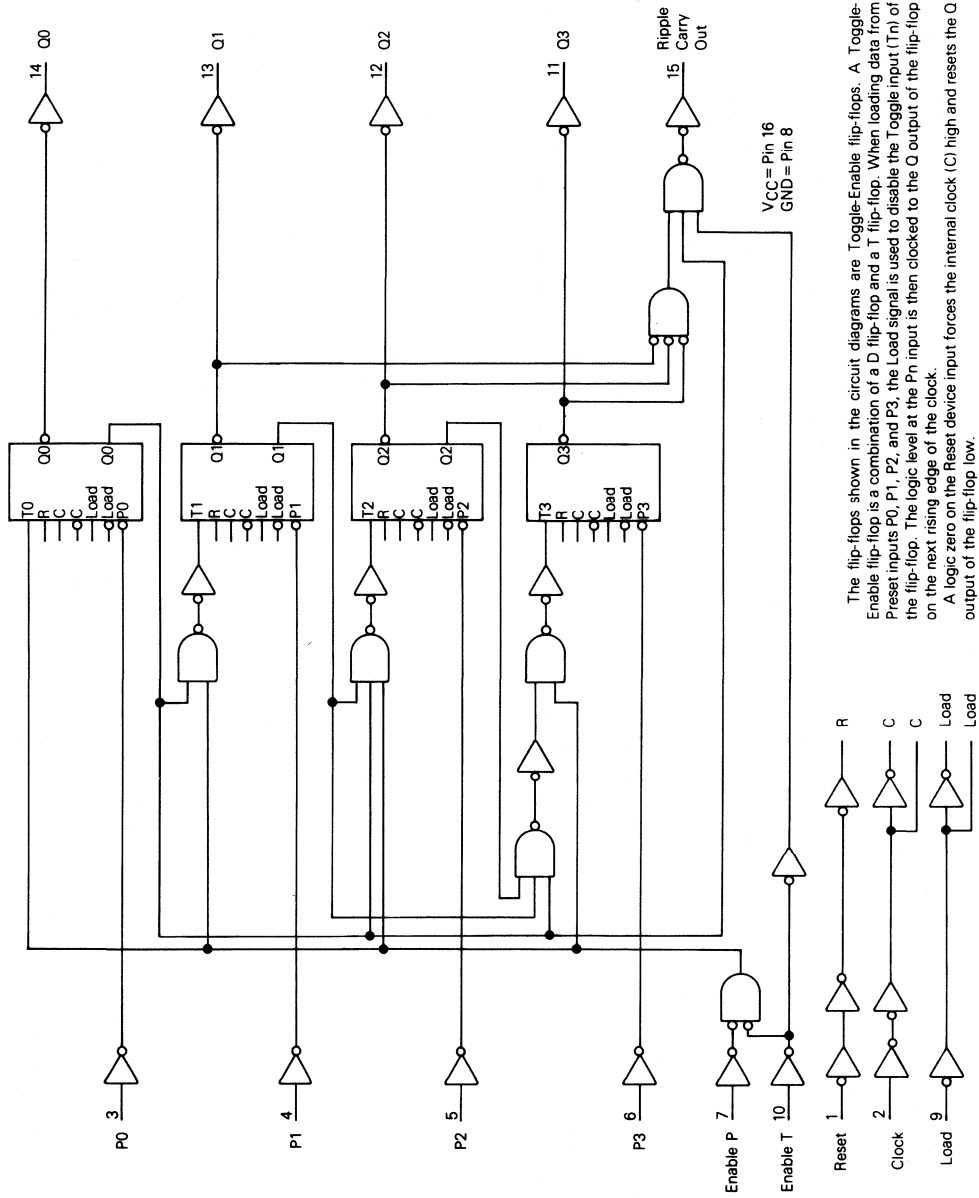 P0
3
T0
R
C
C
Load
Load
P0
Q0
Q0
14
Q0
P1
4
T1
R
C
C
Load
Load
P1
Q1
Q1
13
Q1
P2
5
T2
R
C
C
Load
Load
P2
Q2
Q2
12
Q2
P3
6
T3
R
C
C
Load
Load
P3
Q3
11
Q3
Enable P
7
Enable T
10
15
Ripple
Carry
Out
VCC = Pin 16
GND = Pin 8
Reset
1
R
Clock
2
C
C
Load
9
Load
Load
The flip-flops shown in the circuit diagrams are Toggle-Enable flip-flops. A Toggle-
Enable flip-flop is a combination of a D flip-flop and a T flip-flop. When loading data from
Preset inputs P0, P1, P2, and P3, the Load signal is used to disable the Toggle input (Tn) of
the flip-flop. The logic level at the Pn input is then clocked to the Q output of the flip-flop
on the next rising edge of the clock.
A logic zero on the Reset device input forces the internal clock (C) high and resets the Q
output of the flip-flop low.